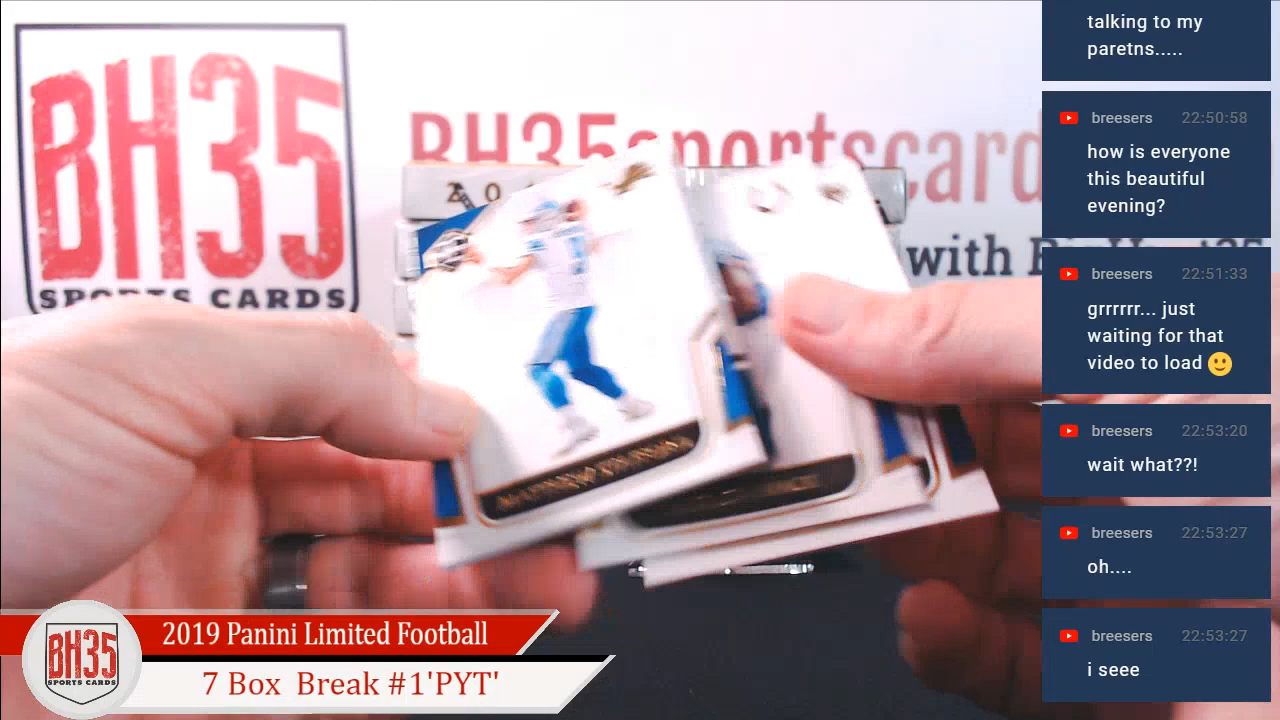 BH35
SPORTS CARDS
BH35sportscard
with
talking to my
paretns.....
breesers 22:50:58
how is everyone
this beautiful
evening?
breesers 22:51:33
grrrrrr... just
waiting for that
video to load 🙂
breesers 22:53:20
wait what??!
breesers 22:53:27
oh....
breesers 22:53:27
i seee
BH35
SPORTS CARDS
2019 Panini Limited Football
7 Box Break #1'PYT'